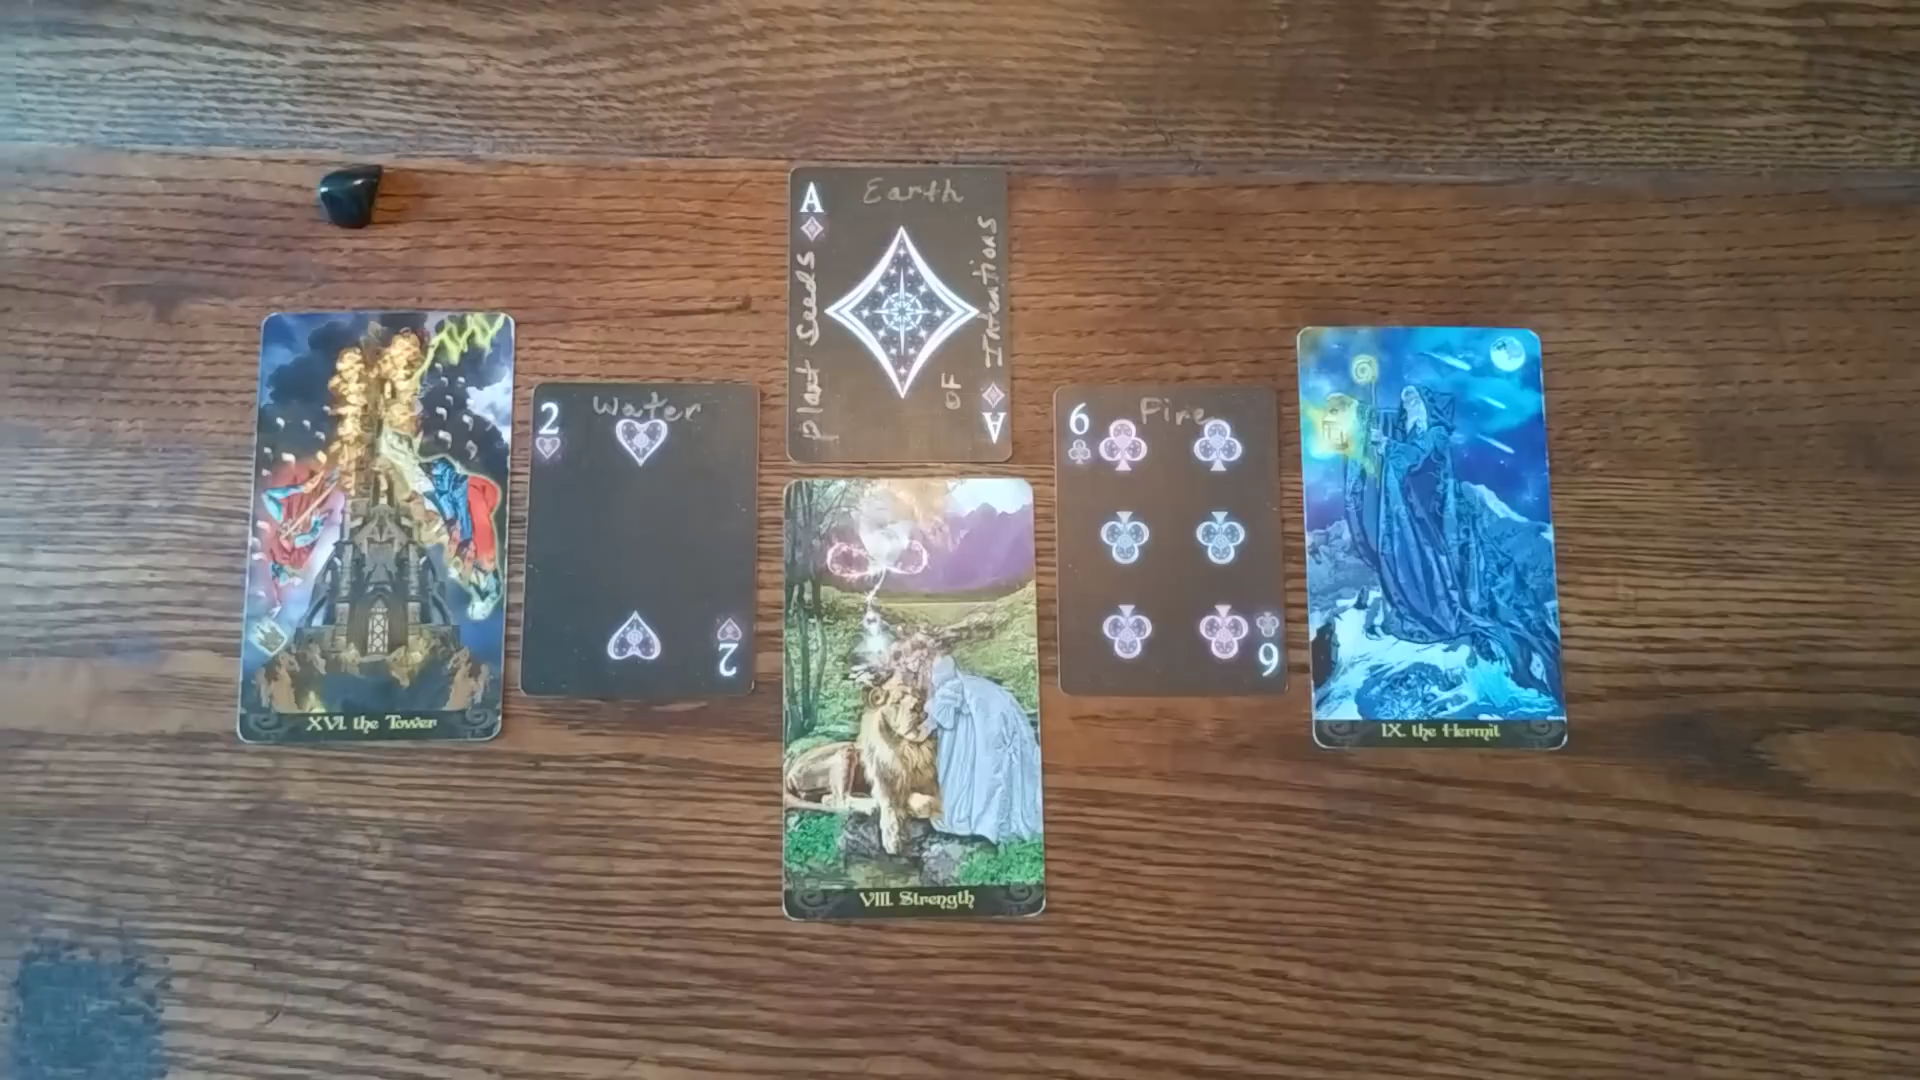 A
Earth
Plant Seeds
OF
Intentions
A
2
Water
2
6
Fire
6
XVI. the Tower
VIII. Strength
IX. the Hermit